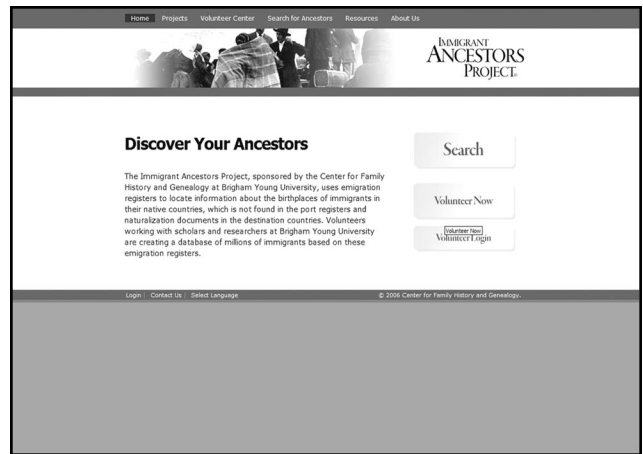 Home Projects Volunteer Center Search for Ancestors Resources About Us
IMMIGRANT
ANCESTORS
PROJECT
Discover Your Ancestors
The Immigrant Ancestors Project, sponsored by the Center for Family
History and Genealogy at Brigham Young University, uses emigration
registers to locate information about the birthplaces of immigrants in
their native countries, which is not found in the port registers and
naturalization documents in the destination countries. Volunteers
working with scholars and researchers at Brigham Young University
are creating a database of millions of immigrants based on these
emigration registers.
Search
Volunteer Now
Volunteer Now
Volunteer Login
Login | Contact Us | Select Language
© 2006 Center for Family History and Genealogy.